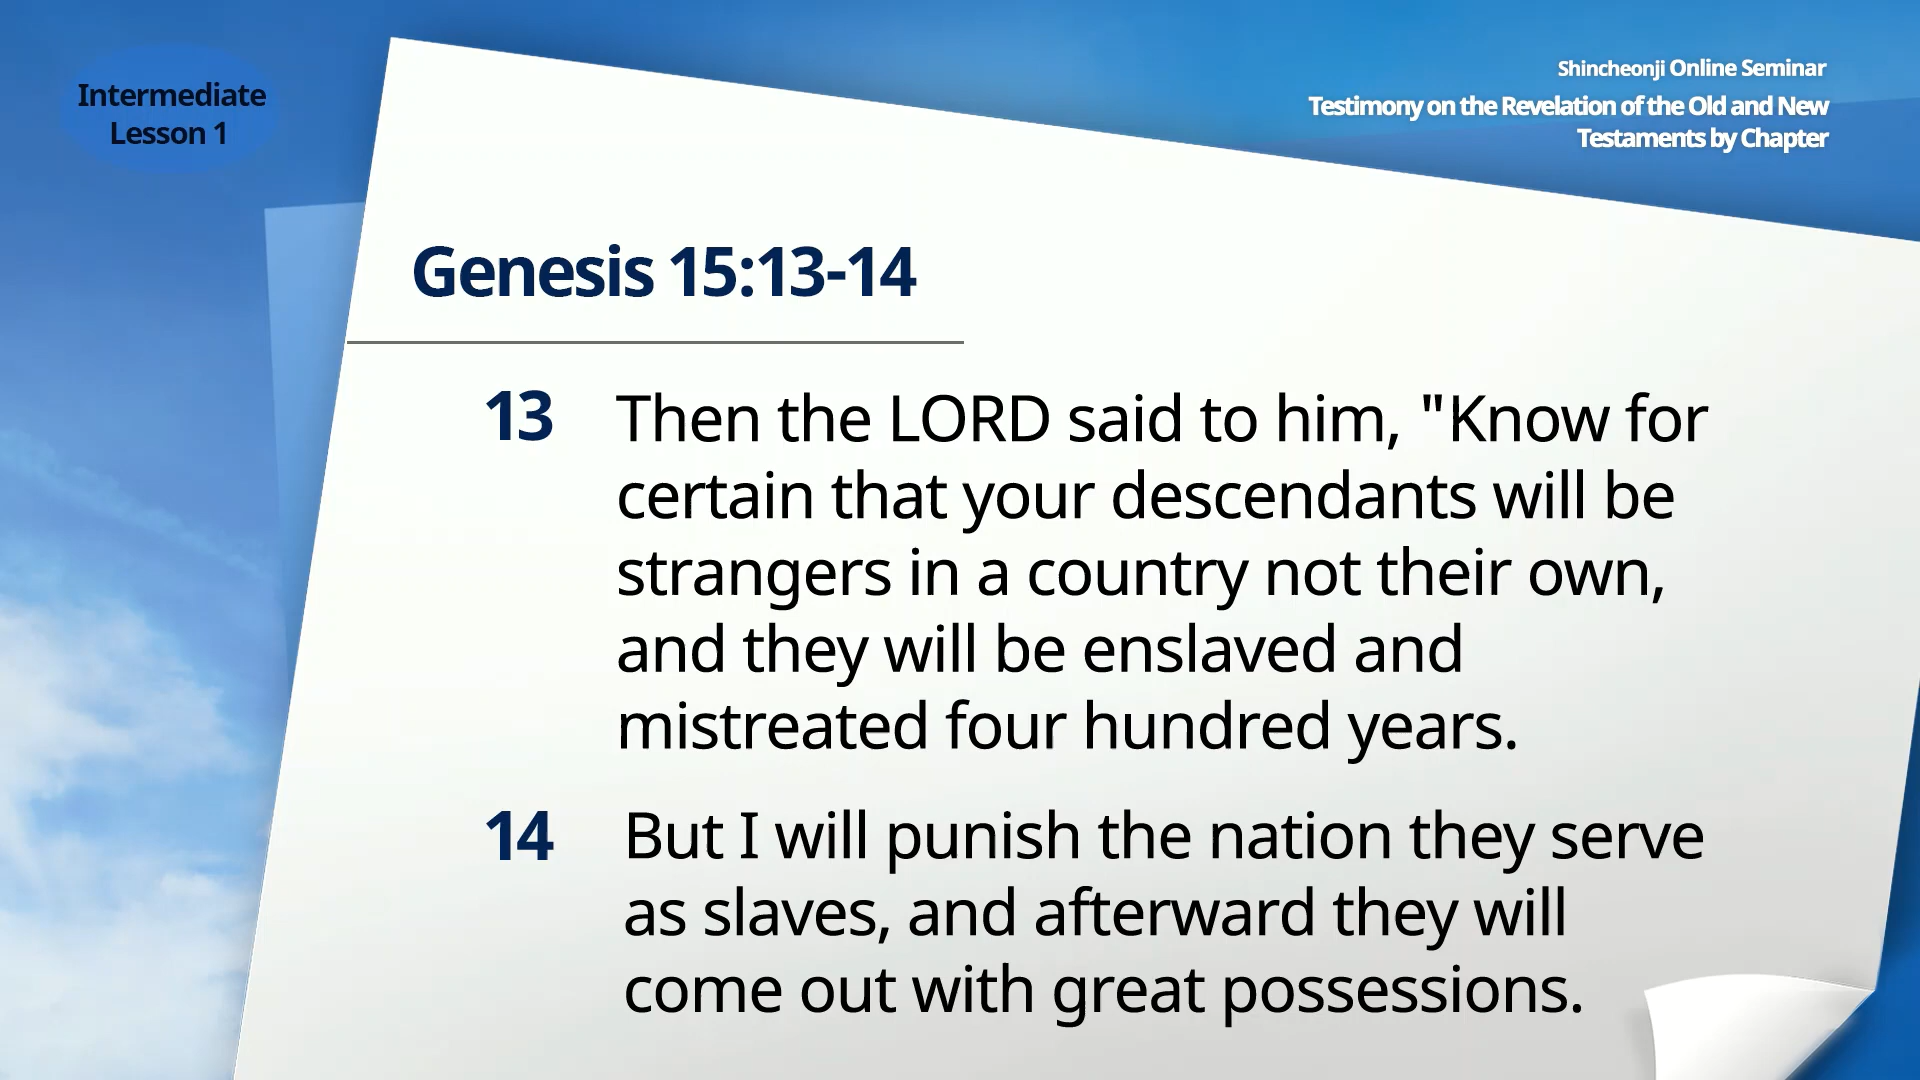 Intermediate
Lesson 1
Shincheonji Online Seminar
Testimony on the Revelation of the Old and New
Testaments by Chapter
Genesis 15:13-14
13 Then the LORD said to him, "Know for
certain that your descendants will be
strangers in a country not their own,
and they will be enslaved and
mistreated four hundred years.
14 But I will punish the nation they serve
as slaves, and afterward they will
come out with great possessions.